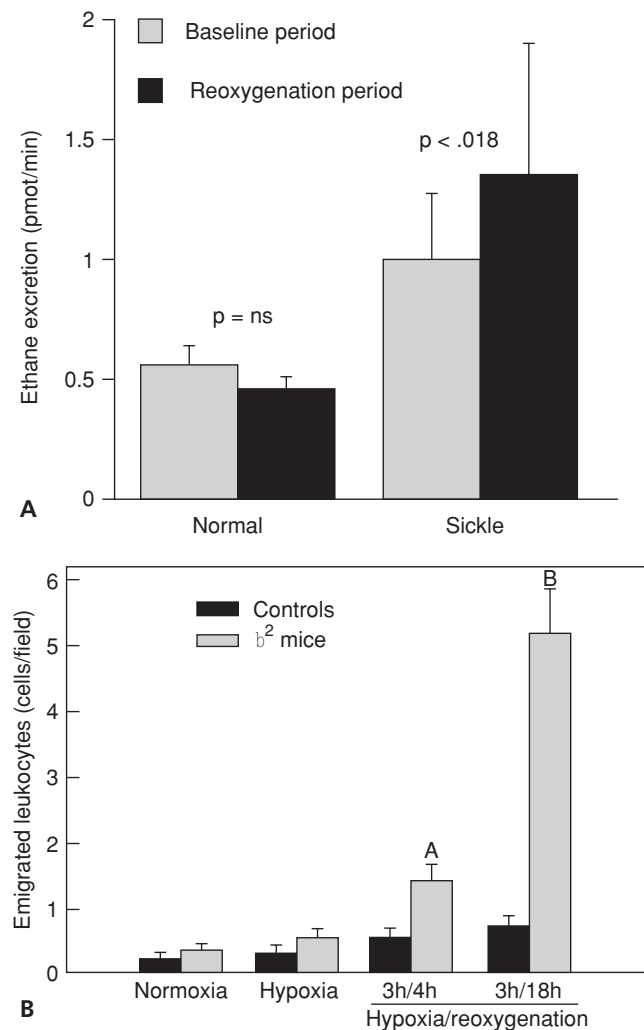 2
Baseline period
Reoxygenation period
1.5
p < .018
1
p = ns
0.5
0
Ethane excretion (pmot/min)
A
Normal Sickle
6
B
Controls
b² mice
5
4
3
2
A
1
0
Emigrated leukocytes (cells/field)
Normoxia Hypoxia 3h/4h 3h/18h
Hypoxia/reoxygenation
B